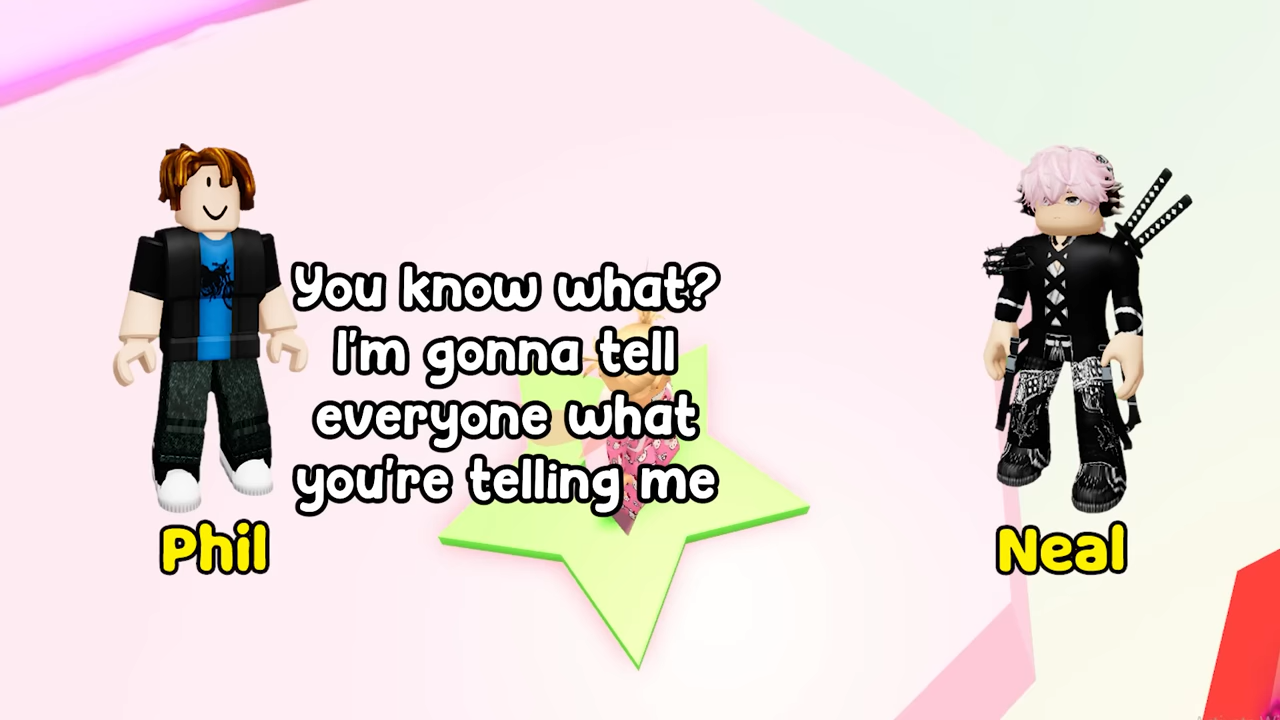 You know what?
I'm gonna tell
everyone what
you're telling me
Phil
Neal